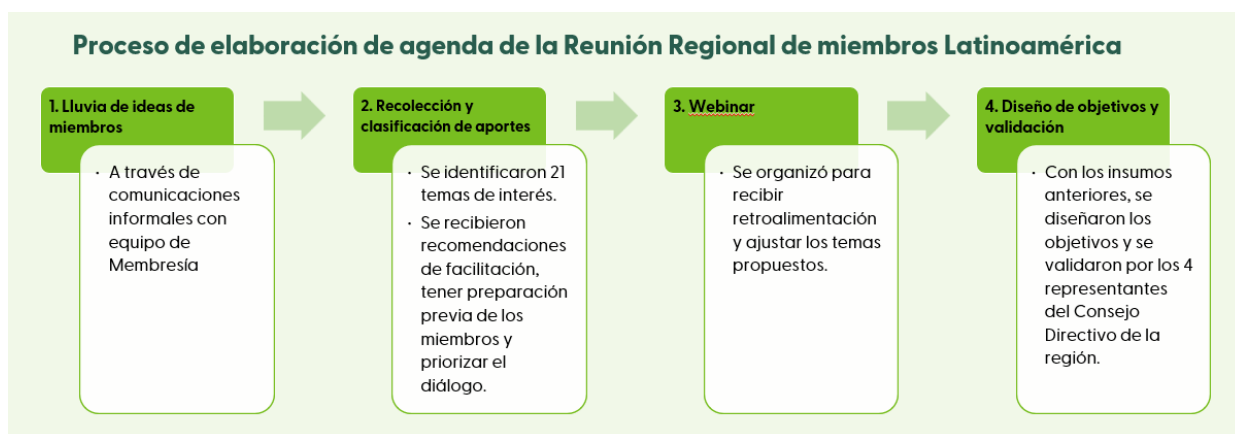 Proceso de elaboración de agenda de la Reunión Regional de miembros Latinoamérica
1. Lluvia de ideas de
miembros
· A través de
comunicaciones
informales con
equipo de
Membresía
2. Recolección y
clasificación de aportes
· Se identificaron 21
temas de interés.
· Se recibieron
recomendaciones
de facilitación,
tener preparación
previa de los
miembros y
priorizar el
diálogo.
3. Webinar
· Se organizó para
recibir
retroalimentación
y ajustar los temas
propuestos.
4. Diseño de objetivos y
validación
· Con los insumos
anteriores, se
diseñaron los
objetivos y se
validaron por los 4
representantes
del Consejo
Directivo de la
región.